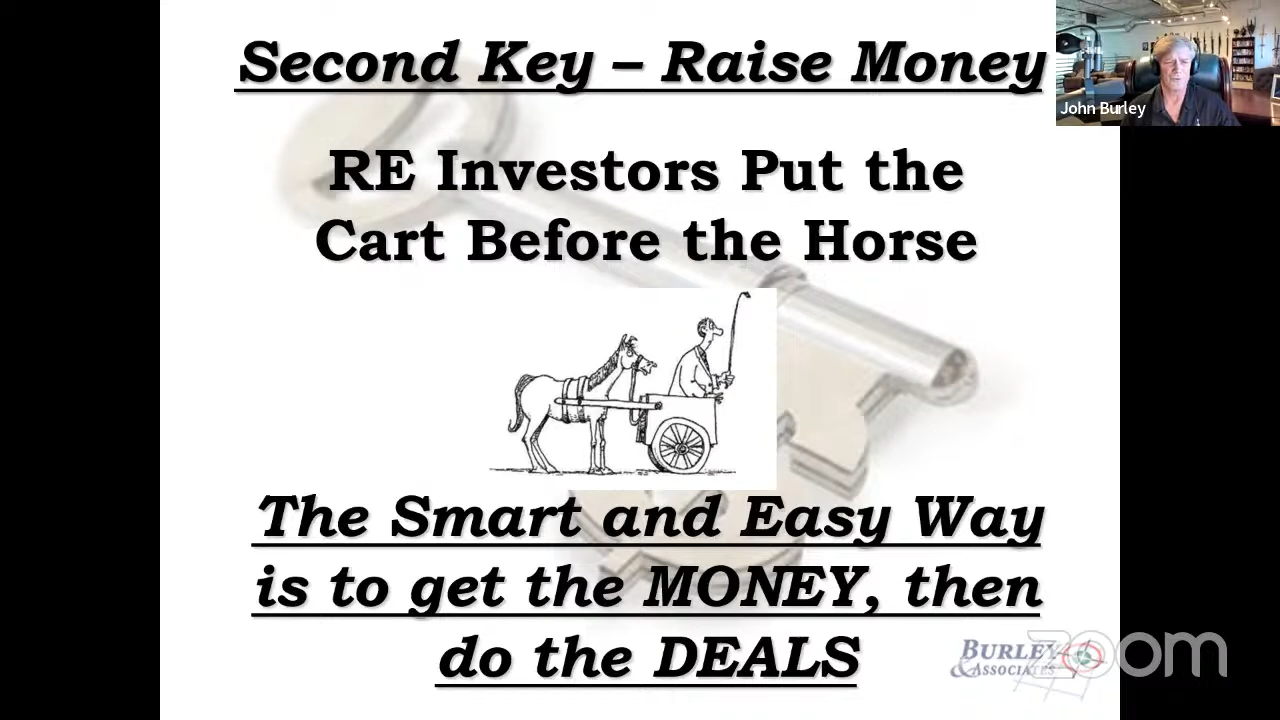 Second Key – Raise Money
John Burley
RE Investors Put the
Cart Before the Horse
The Smart and Easy Way
is to get the MONEY, then
do the DEALS
BURLEY
& ASSOCIATES
zoom